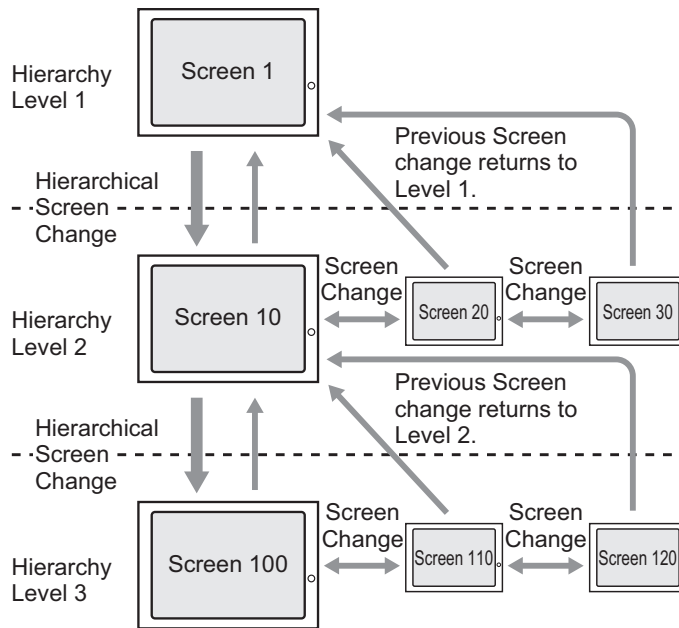 Hierarchy
Level 1
Screen 1
Previous Screen
change returns to
Level 1.
Hierarchical
Screen
Change
Hierarchy
Level 2
Screen 10
Screen
Change
Screen 20
Screen
Change
Screen 30
Previous Screen
change returns to
Level 2.
Hierarchical
Screen
Change
Hierarchy
Level 3
Screen 100
Screen
Change
Screen 110
Screen
Change
Screen 120